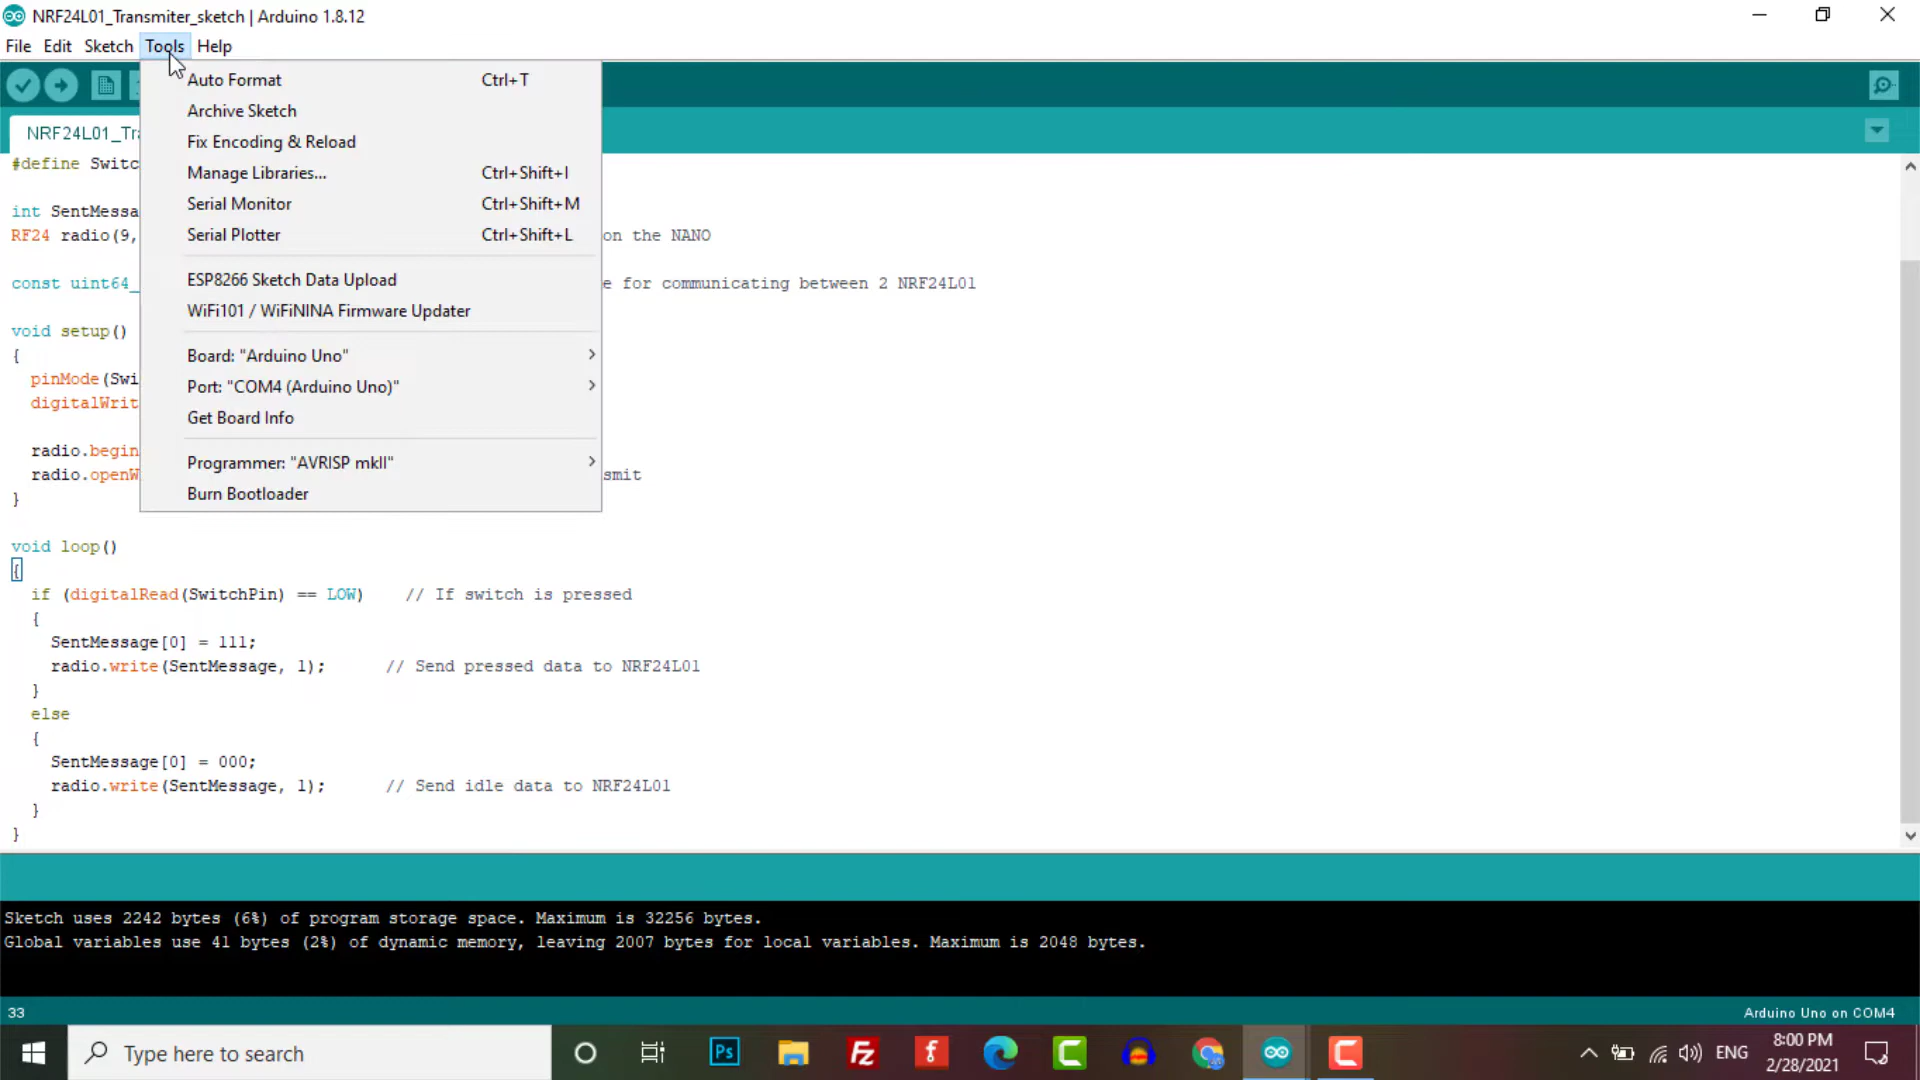 NRF24L01_Transmiter_sketch | Arduino 1.8.12
File Edit Sketch Tools Help
Auto Format Ctrl+T
Archive Sketch
Fix Encoding & Reload
Manage Libraries... Ctrl+Shift+I
Serial Monitor Ctrl+Shift+M
Serial Plotter Ctrl+Shift+L
ESP8266 Sketch Data Upload
WiFi101 / WiFiNINA Firmware Updater
Board: "Arduino Uno"
Port: "COM4 (Arduino Uno)"
Get Board Info
Programmer: "AVRISP mkII"
Burn Bootloader
NRF24L01_Tra
#define Switc
int SentMessa
RF24 radio(9, on the NANO
const uint64_ e for communicating between 2 NRF24L01
void setup()
{
pinMode(Swi
digitalWrit
radio.begin
radio.openW smit
}
void loop()
{
if (digitalRead(SwitchPin) == LOW) // If switch is pressed
{
SentMessage[0] = 111;
radio.write(SentMessage, 1); // Send pressed data to NRF24L01
}
else
{
SentMessage[0] = 000;
radio.write(SentMessage, 1); // Send idle data to NRF24L01
}
}
Sketch uses 2242 bytes (6%) of program storage space. Maximum is 32256 bytes.
Global variables use 41 bytes (2%) of dynamic memory, leaving 2007 bytes for local variables. Maximum is 2048 bytes.
33 Arduino Uno on COM4
Type here to search Ps Fz f C C ENG 8:00 PM
2/28/2021